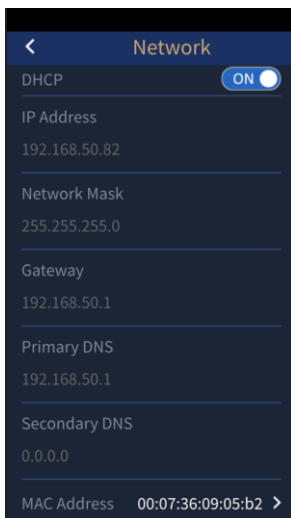 Network
DHCP ON
IP Address
192.168.50.82
Network Mask
255.255.255.0
Gateway
192.168.50.1
Primary DNS
192.168.50.1
Secondary DNS
0.0.0.0
MAC Address 00:07:36:09:05:b2